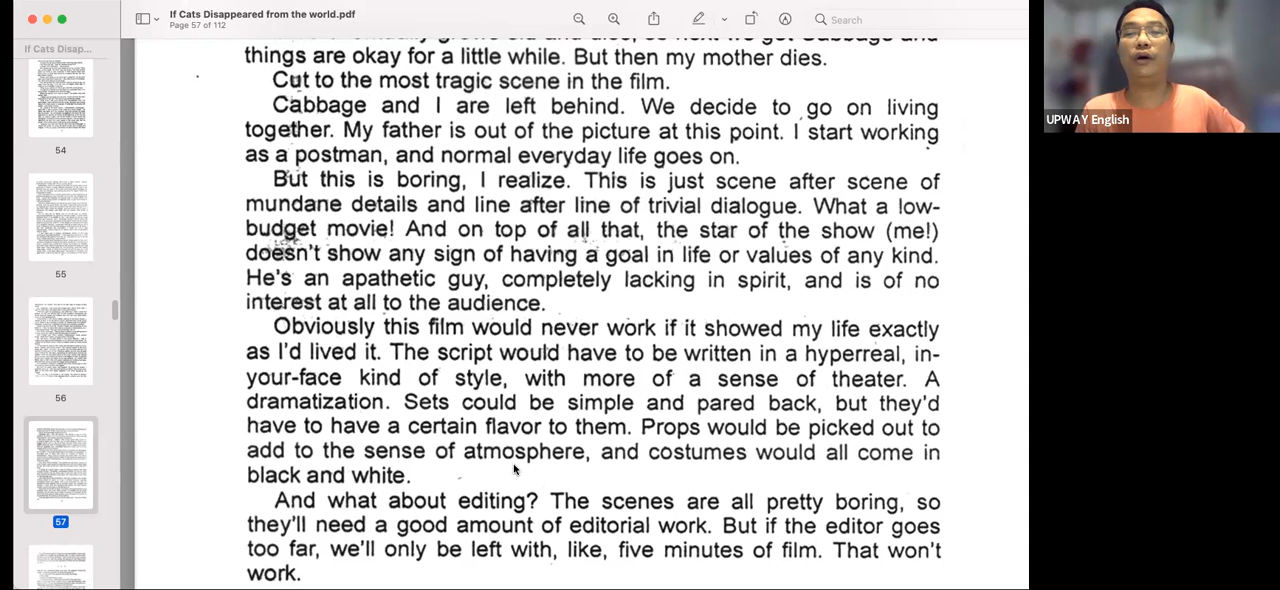 If Cats Disappeared from the world.pdf
Page 57 of 112
Search
If Cats Disap...
54
55
56
57
UPWAY English
things are okay for a little while. But then my mother dies.
Cut to the most tragic scene in the film.
Cabbage and I are left behind. We decide to go on living
together. My father is out of the picture at this point. I start working
as a postman, and normal everyday life goes on.
But this is boring, I realize. This is just scene after scene of
mundane details and line after line of trivial dialogue. What a low-
budget movie! And on top of all that, the star of the show (me!)
doesn't show any sign of having a goal in life or values of any kind.
He's an apathetic guy, completely lacking in spirit, and is of no
interest at all to the audience.
Obviously this film would never work if it showed my life exactly
as I'd lived it. The script would have to be written in a hyperreal, in-
your-face kind of style, with more of a sense of theater. A
dramatization. Sets could be simple and pared back, but they'd
have to have a certain flavor to them. Props would be picked out to
add to the sense of atmosphere, and costumes would all come in
black and white.
And what about editing? The scenes are all pretty boring, so
they'll need a good amount of editorial work. But if the editor goes
too far, we'll only be left with, like, five minutes of film. That won't
work.